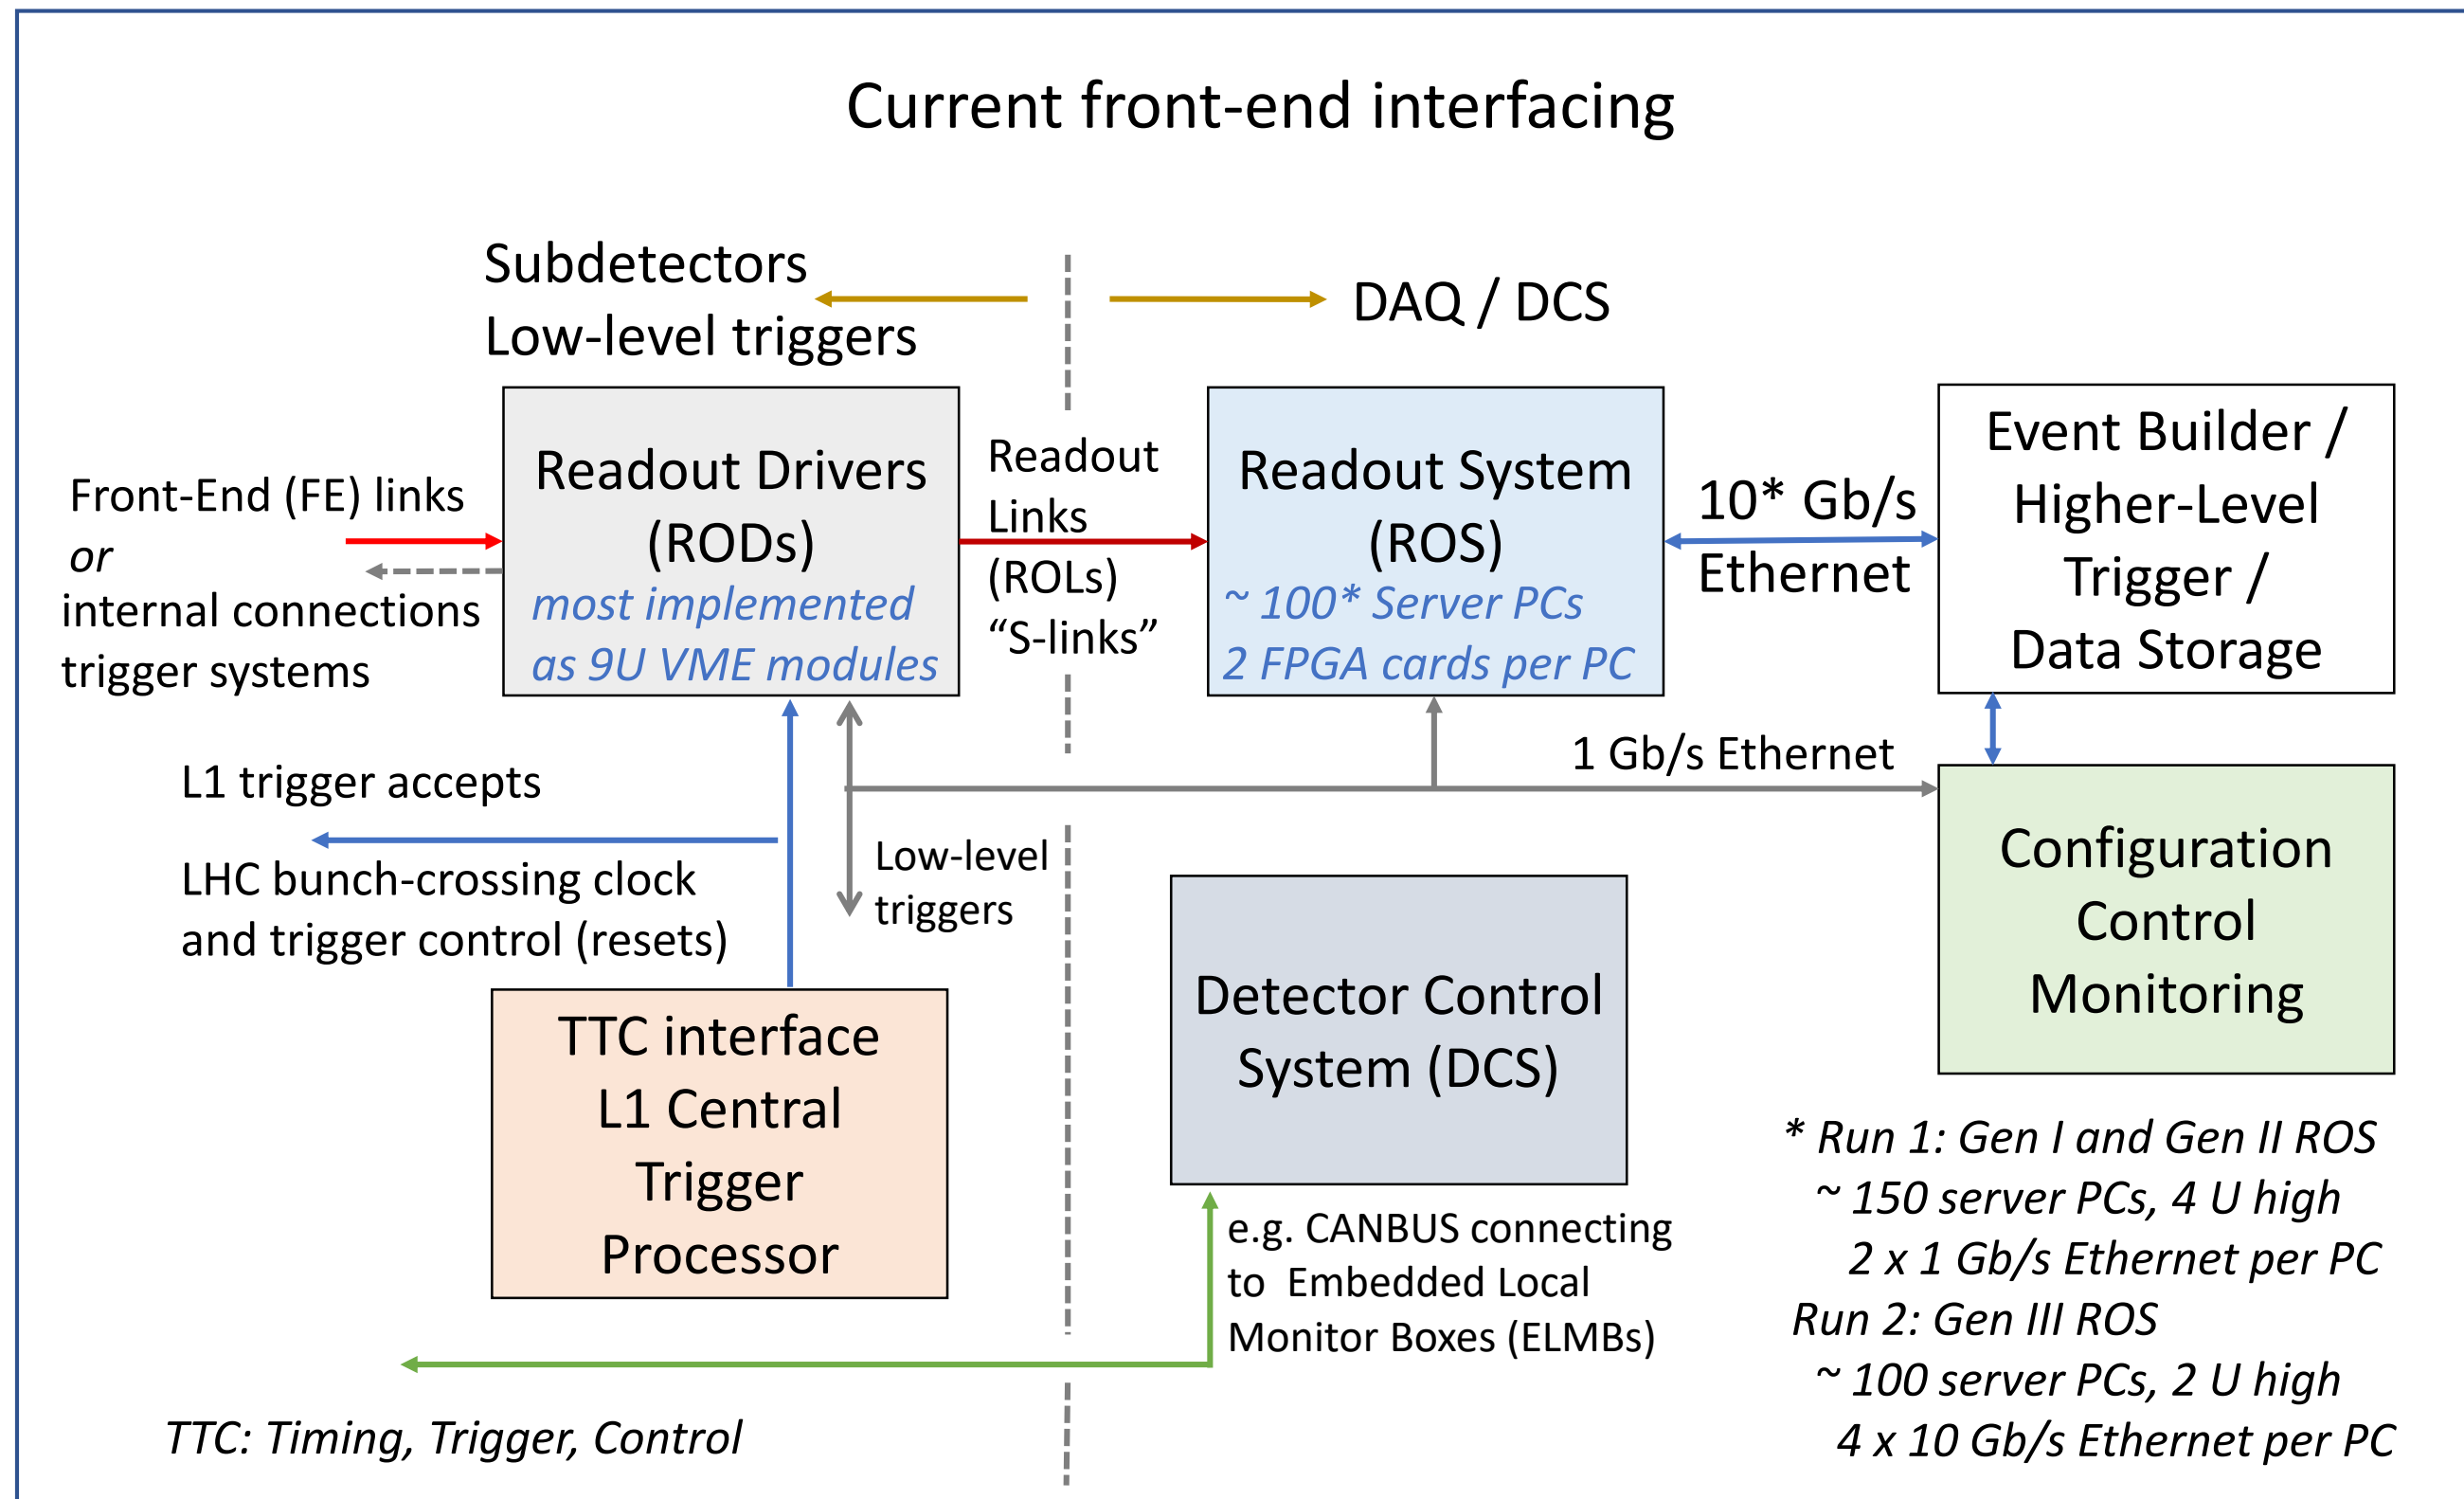 Current front-end interfacing
Subdetectors
Low-level triggers
DAQ / DCS
Front-End (FE) links
or
internal connections
trigger systems
Readout Drivers
(RODs)
most implemented
as 9U VME modules
Readout
Links
(ROLs)
“S-links”
Readout System
(ROS)
~ 100* Server PCs
2 FPGA cards per PC
10* Gb/s
Ethernet
Event Builder /
Higher-Level
Trigger /
Data Storage
1 Gb/s Ethernet
L1 trigger accepts
LHC bunch-crossing clock
and trigger control (resets)
Low-level
triggers
Configuration
Control
Monitoring
TTC interface
L1 Central
Trigger
Processor
Detector Control
System (DCS)
e.g. CANBUS connecting
to Embedded Local
Monitor Boxes (ELMBs)
* Run 1: Gen I and Gen II ROS
~ 150 server PCs, 4 U high
2 x 1 Gb/s Ethernet per PC
Run 2: Gen III ROS
~ 100 server PCs, 2 U high
4 x 10 Gb/s Ethernet per PC
TTC: Timing, Trigger, Control